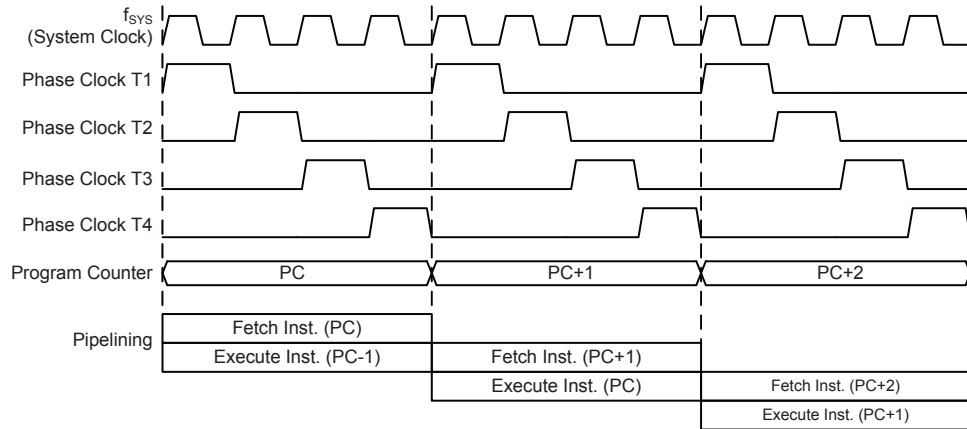 fSYS
(System Clock)
Phase Clock T1
Phase Clock T2
Phase Clock T3
Phase Clock T4
Program Counter PC PC+1 PC+2
Pipelining
Fetch Inst. (PC)
Execute Inst. (PC-1) Fetch Inst. (PC+1)
Execute Inst. (PC) Fetch Inst. (PC+2)
Execute Inst. (PC+1)